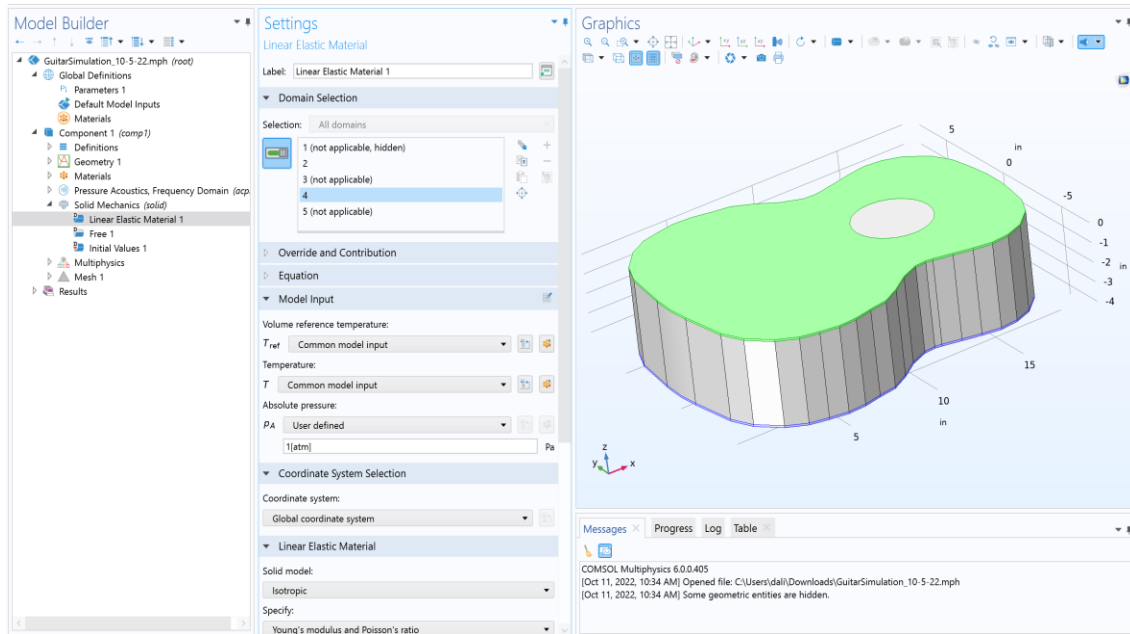 Model Builder
GuitarSimulation_10-5-22.mph (root)
Global Definitions
Pi Parameters 1
Default Model Inputs
Materials
Component 1 (comp1)
Definitions
Geometry 1
Materials
Pressure Acoustics, Frequency Domain (acp
Solid Mechanics (solid)
Linear Elastic Material 1
Free 1
Initial Values 1
Multiphysics
Mesh 1
Results
Settings
Linear Elastic Material
Label: Linear Elastic Material 1
Domain Selection
Selection: All domains
1 (not applicable, hidden)
2
3 (not applicable)
4
5 (not applicable)
Override and Contribution
Equation
Model Input
Volume reference temperature:
Tref Common model input
Temperature:
T Common model input
Absolute pressure:
pA User defined
1[atm] Pa
Coordinate System Selection
Coordinate system:
Global coordinate system
Linear Elastic Material
Solid model:
Isotropic
Specify:
Young's modulus and Poisson's ratio
Graphics
5
0
-5
in
0
-1
-2
-3
-4
in
15
10
5
in
z
y
x
Messages Progress Log Table
COMSOL Multiphysics 6.0.0.405
[Oct 11, 2022, 10:34 AM] Opened file: C:\Users\dali\Downloads\GuitarSimulation_10-5-22.mph
[Oct 11, 2022, 10:34 AM] Some geometric entities are hidden.